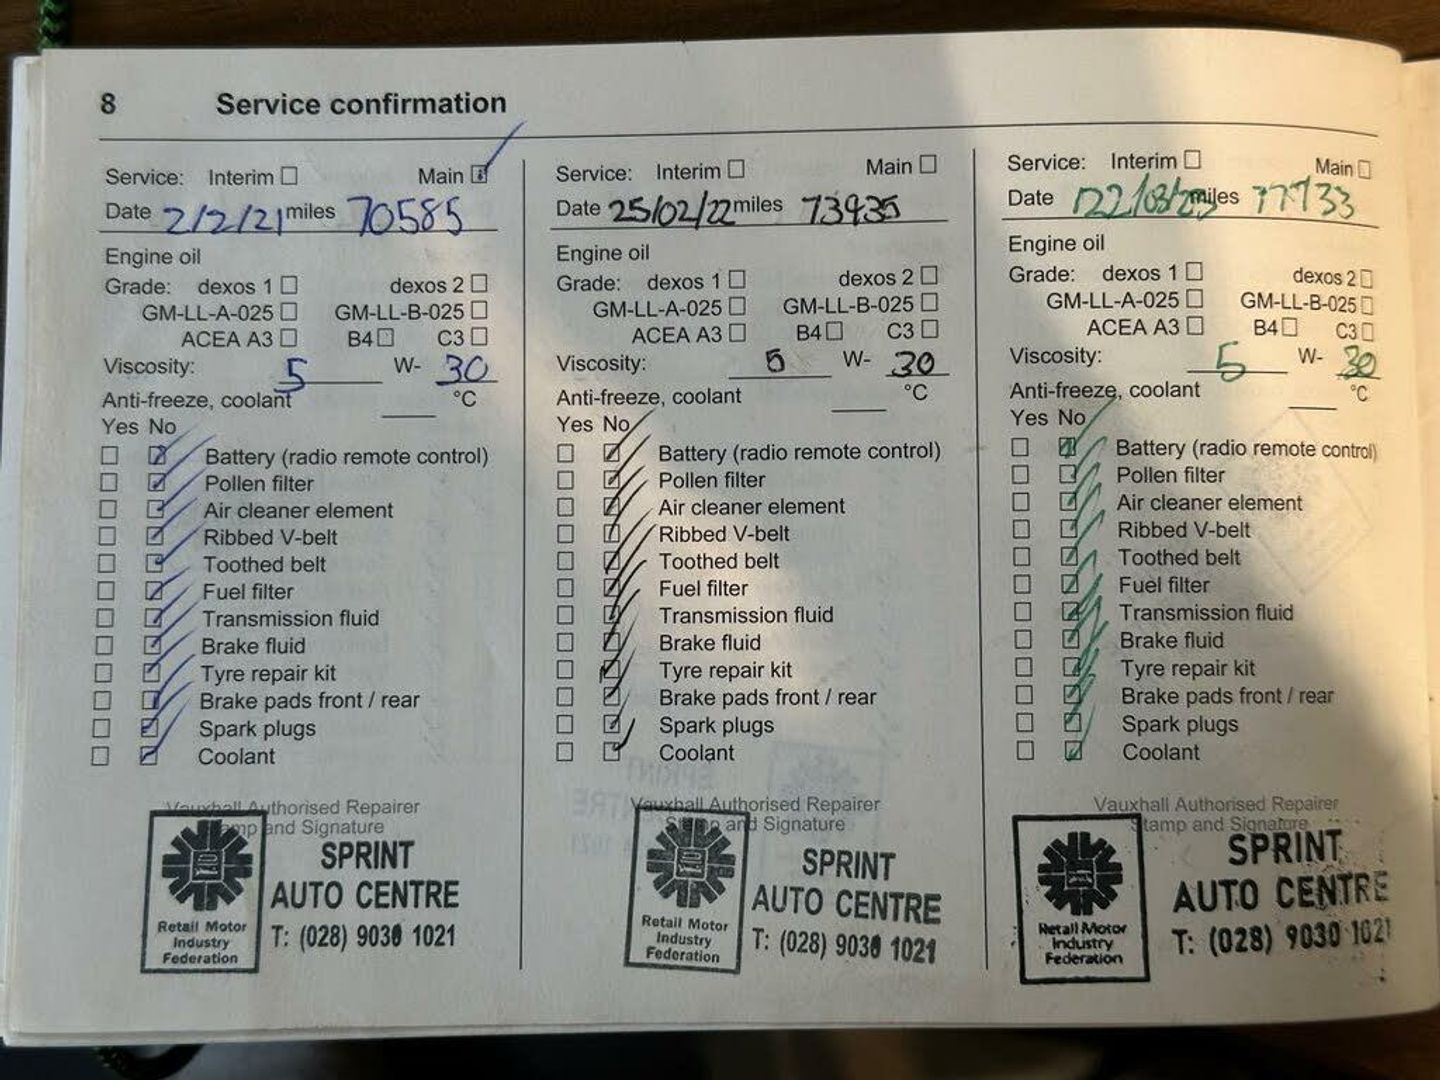 8 Service confirmation
Service: Interim Main
Date 2/2/21 miles 70585
Engine oil
Grade: dexos 1 dexos 2
GM-LL-A-025 GM-LL-B-025
ACEA A3 B4 C3
Viscosity: 5 W- 30
Anti-freeze, coolant °C
Yes No
Battery (radio remote control)
Pollen filter
Air cleaner element
Ribbed V-belt
Toothed belt
Fuel filter
Transmission fluid
Brake fluid
Tyre repair kit
Brake pads front / rear
Spark plugs
Coolant
Vauxhall Authorised Repairer
Stamp and Signature
Retail Motor
Industry
Federation
SPRINT
AUTO CENTRE
T: (028) 9030 1021
Service: Interim Main
Date 25/02/22 miles 73935
Engine oil
Grade: dexos 1 dexos 2
GM-LL-A-025 GM-LL-B-025
ACEA A3 B4 C3
Viscosity: 5 W- 30
Anti-freeze, coolant °C
Yes No
Battery (radio remote control)
Pollen filter
Air cleaner element
Ribbed V-belt
Toothed belt
Fuel filter
Transmission fluid
Brake fluid
Tyre repair kit
Brake pads front / rear
Spark plugs
Coolant
Vauxhall Authorised Repairer
Stamp and Signature
Retail Motor
Industry
Federation
SPRINT
AUTO CENTRE
T: (028) 9030 1021
Service: Interim Main
Date miles 77733
Engine oil
Grade: dexos 1 dexos 2
GM-LL-A-025 GM-LL-B-025
ACEA A3 B4 C3
Viscosity: 5 W- 30
Anti-freeze, coolant °C
Yes No
Battery (radio remote control)
Pollen filter
Air cleaner element
Ribbed V-belt
Toothed belt
Fuel filter
Transmission fluid
Brake fluid
Tyre repair kit
Brake pads front / rear
Spark plugs
Coolant
Vauxhall Authorised Repairer
Stamp and Signature
Retail Motor
Industry
Federation
SPRINT
AUTO CENTRE
T: (028) 9030 1021